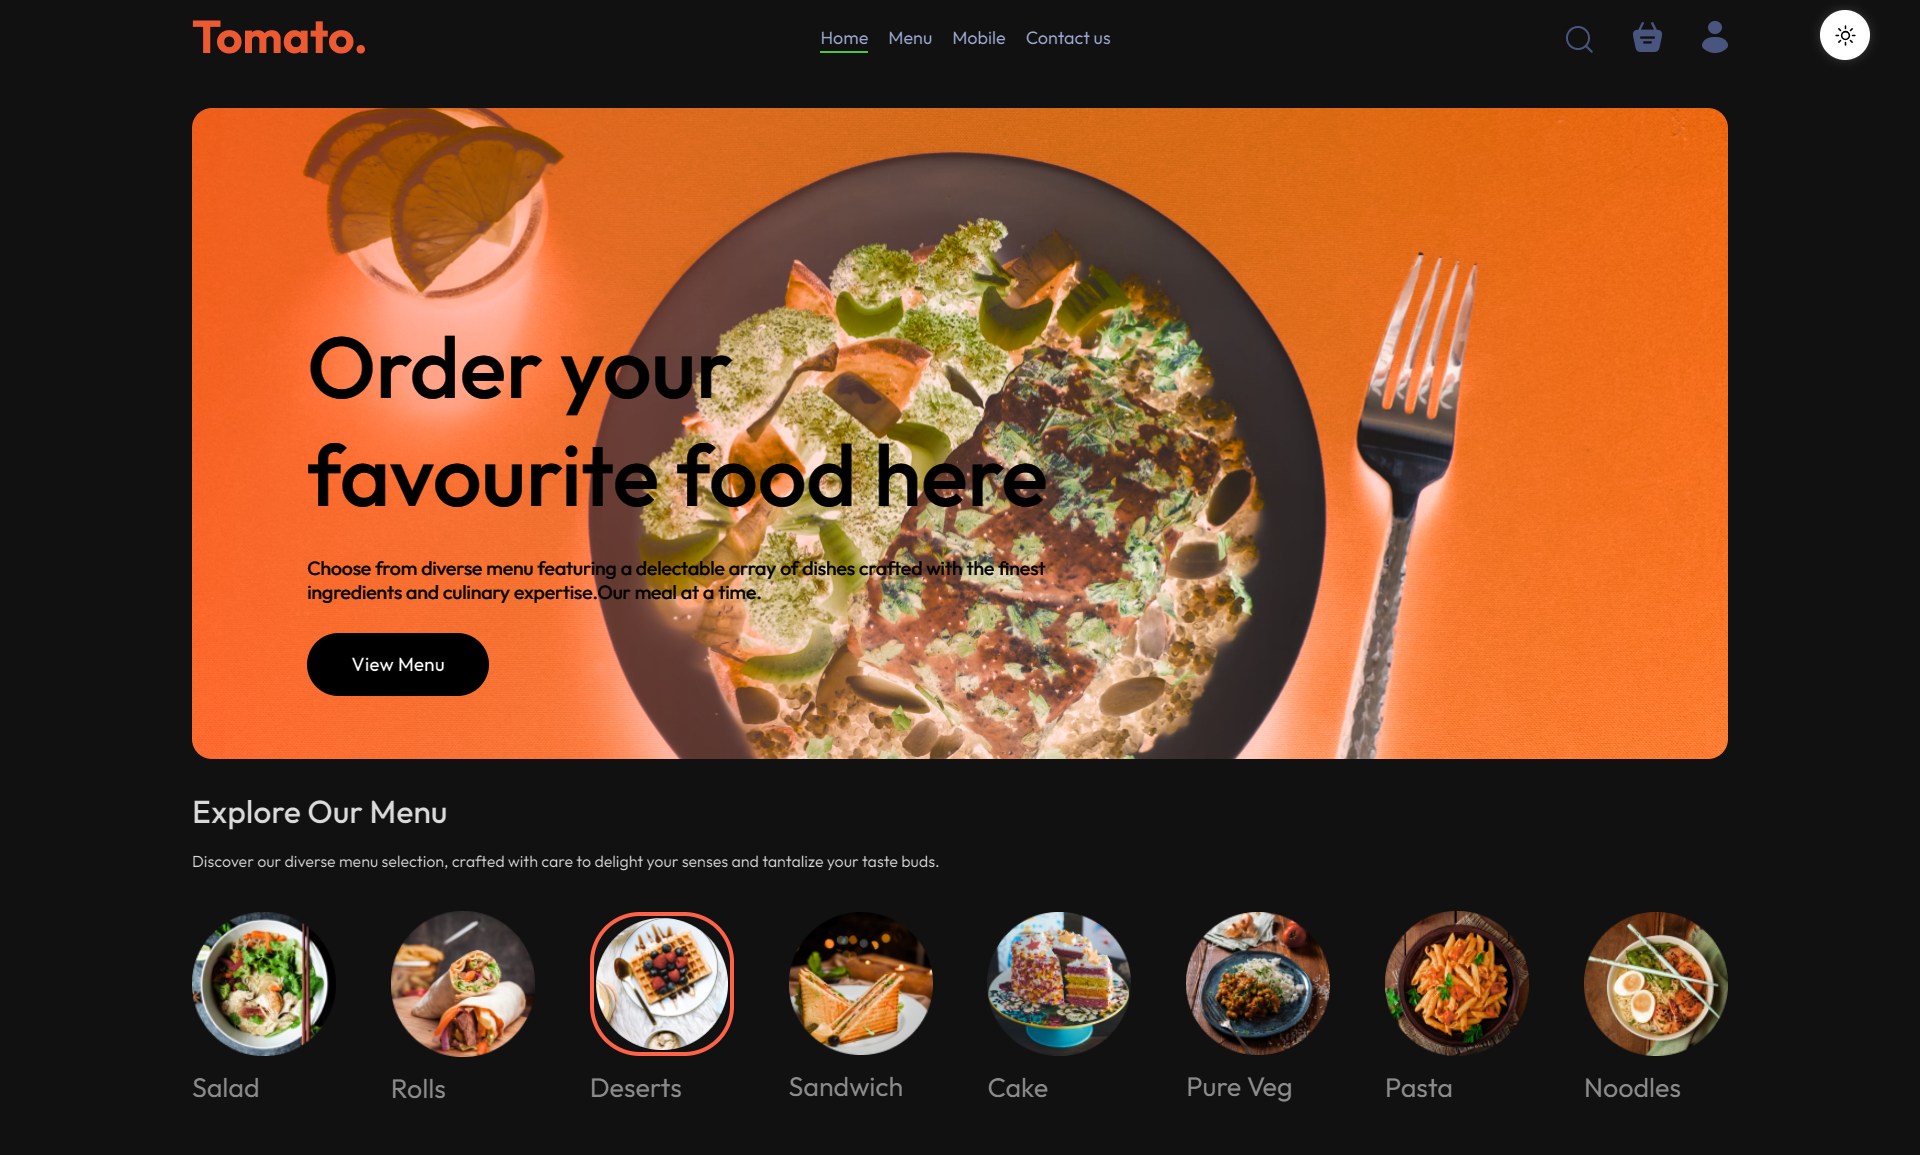 Tomato.
Home
Menu
Mobile
Contact us
Order your
favourite food here
Choose from diverse menu featuring a delectable array of dishes crafted with the finest
ingredients and culinary expertise.Our meal at a time.
View Menu
Explore Our Menu
Discover our diverse menu selection, crafted with care to delight your senses and tantalize your taste buds.
Salad
Rolls
Deserts
Sandwich
Cake
Pure Veg
Pasta
Noodles